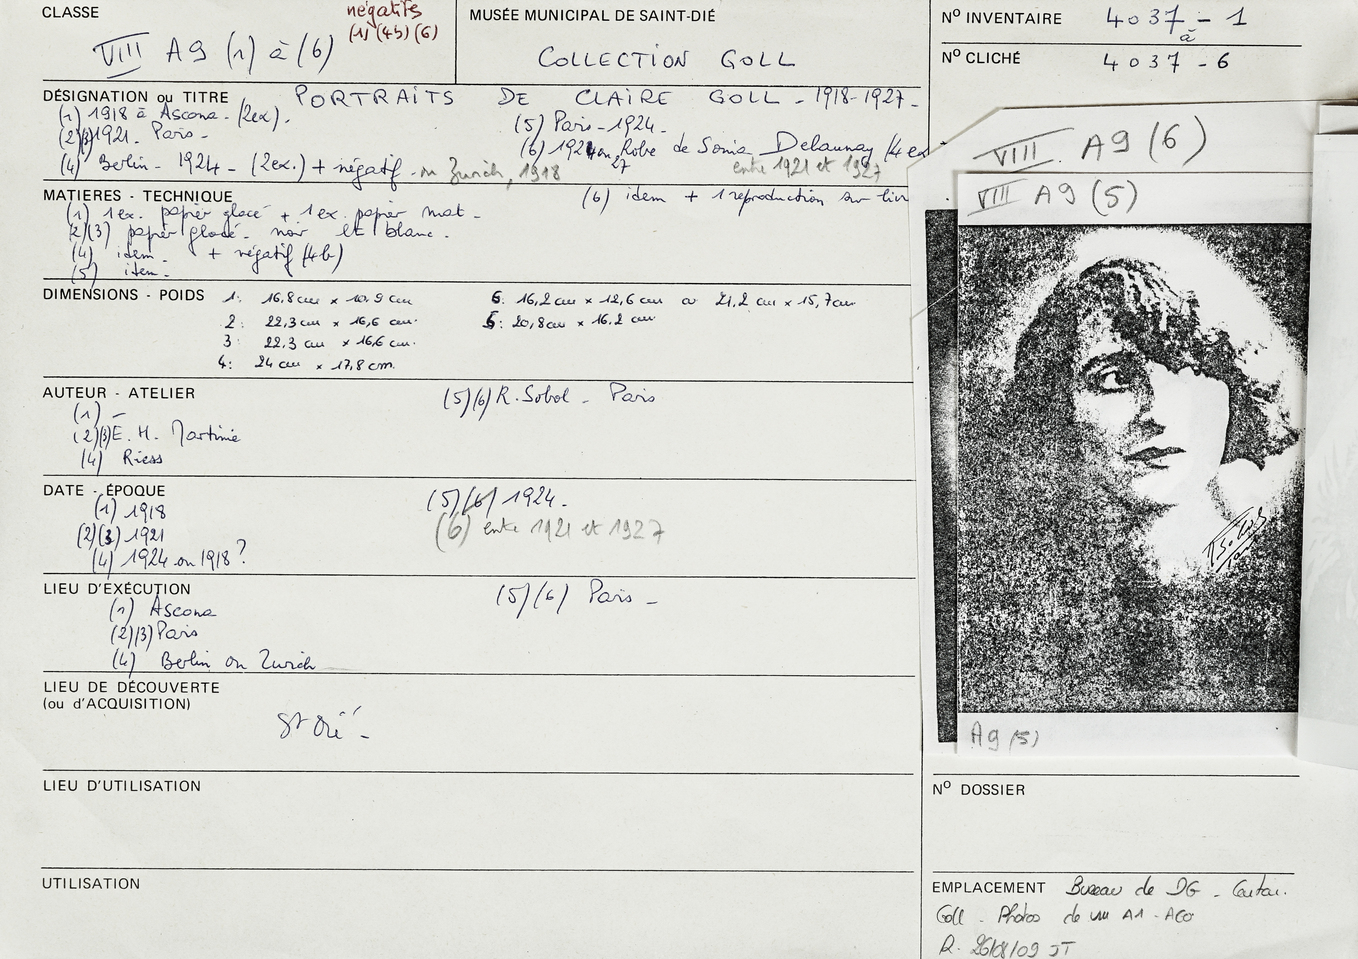 CLASSE
négatifs
(1) (4b) (6)
VIII A9 (1) à (6)
MUSÉE MUNICIPAL DE SAINT-DIÉ
COLLECTION GOLL
Nº INVENTAIRE 4037 - 1
à
Nº CLICHÉ 4037 - 6
DÉSIGNATION ou TITRE PORTRAITS DE CLAIRE GOLL - 1918-1927 -
(1) 1918 à Ascona - (2ex).
(2)(3) 1921. Paris -
(4) Berlin - 1924 - (2ex.) + négatif - ou Zurich, 1918
(5) Paris - 1924 -
(6) 1924 ou 27 Robe de Sonia Delaunay (4 ex
entre 1921 et 1927
MATIERES - TECHNIQUE
(1) 1 ex. papier glacé + 1 ex. papier mat -
2)(3) papier glacé - noir et blanc -
(4) idem - + négatif (4b)
(5) idem -
(6) idem + 1 reproduction sur
DIMENSIONS - POIDS
1: 16,8 cm × 10,9 cm
2: 22,3 cm × 16,6 cm.
3: 22,3 cm × 16,6 cm.
4: 24 cm × 17,8 cm.
6: 16,2 cm × 12,6 cm ou 21,2 cm × 15,7 cm
5: 20,8 cm × 16,2 cm
AUTEUR - ATELIER
(1) -
(2)(3) E. H. Martinie
(4) Riess
(5)(6) R. Sobol - Paris
DATE - ÉPOQUE
(1) 1918
(2)(3) 1921
(4) 1924 ou 1918 ?
(5)(6) 1924 -
(6) entre 1921 et 1927
LIEU D'EXÉCUTION
(1) Ascona
(2)(3) Paris
(4) Berlin ou Zurich
(5)(6) Paris -
LIEU DE DÉCOUVERTE
(ou d'ACQUISITION)
St Dié -
LIEU D'UTILISATION
UTILISATION
VIII A9 (6)
VIII A9 (5)
A9 (5)
Nº DOSSIER
EMPLACEMENT Bureau de DG -
Goll - Photos de A1 -
R. 26/01/09 JT